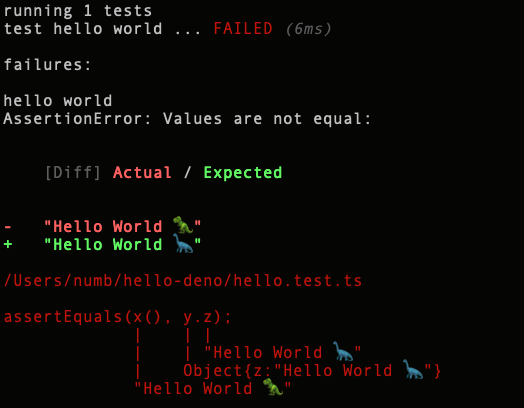 running 1 tests
test hello world ... FAILED (6ms)
failures:
hello world
AssertionError: Values are not equal:
[Diff] Actual / Expected
-   "Hello World 🦖"
+   "Hello World 🦕"
/Users/numb/hello-deno/hello.test.ts
assertEquals(x(), y.z);
             |    | |
             |    | "Hello World 🦕"
             |    Object{z:"Hello World 🦕"}
             "Hello World 🦖"